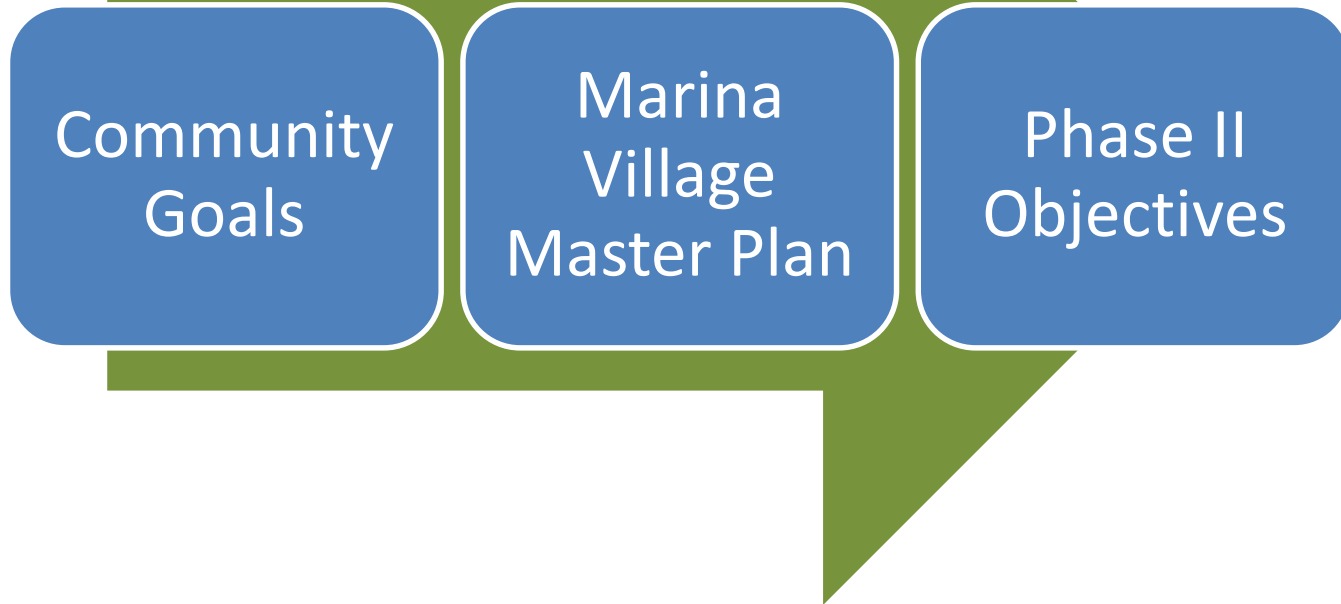 Community
Goals
Marina
Village
Master Plan
Phase II
Objectives